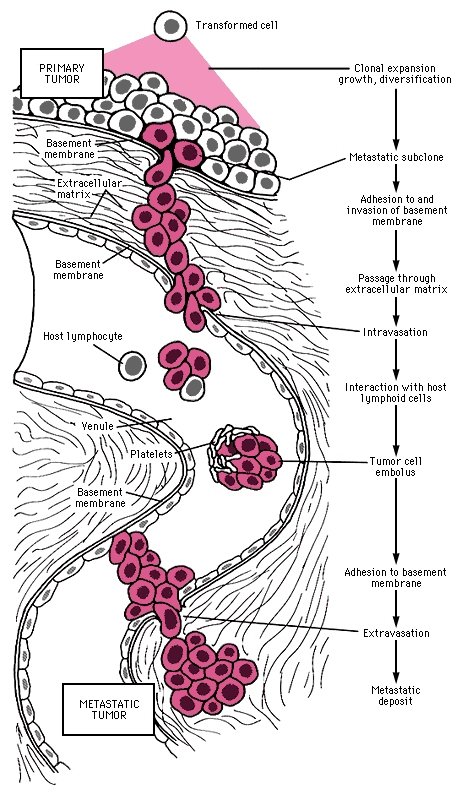 Transformed cell
PRIMARY
TUMOR
Clonal expansion
growth, diversification
Basement
membrane
Metastatic subclone
Extracellular
matrix
Adhesion to and
invasion of basement
membrane
Basement
membrane
Passage through
extracellular matrix
Intravasation
Host lymphocyte
Interaction with host
lymphoid cells
Venule
Platelets
Tumor cell
embolus
Basement
membrane
Adhesion to basement
membrane
Extravasation
METASTATIC
TUMOR
Metastatic
deposit